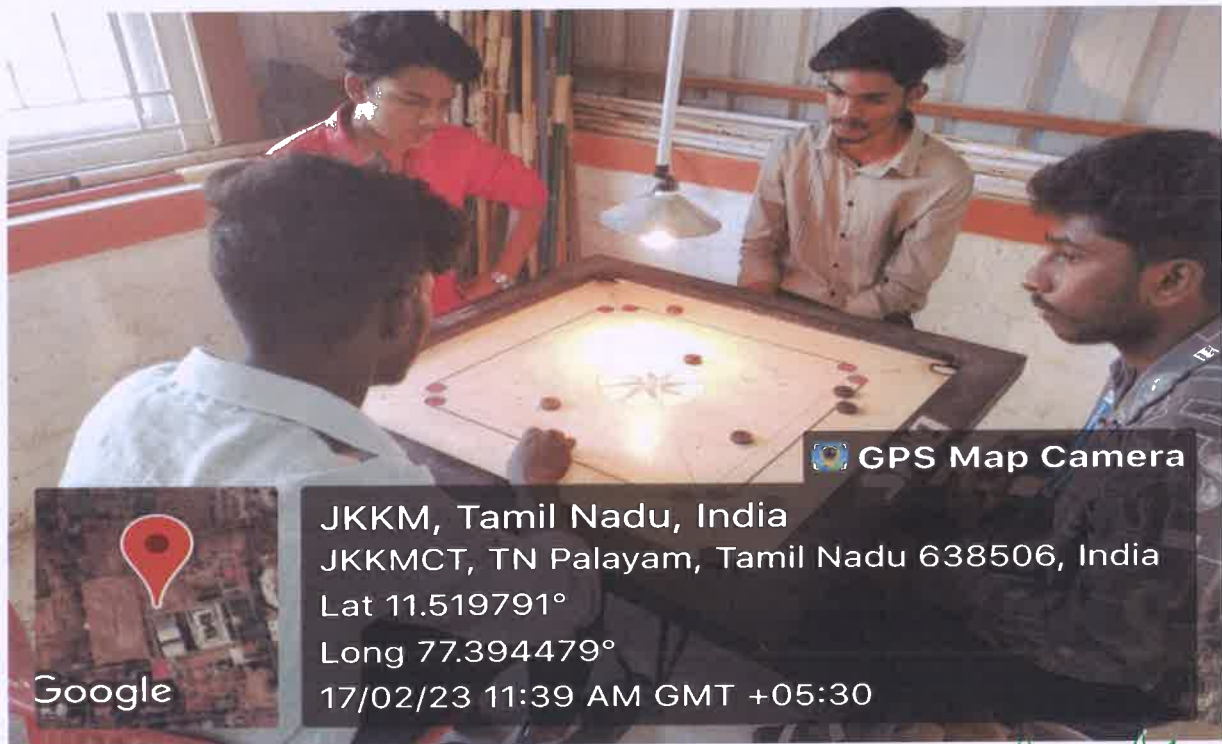 GPS Map Camera
JKKM, Tamil Nadu, India
JKKMCT, TN Palayam, Tamil Nadu 638506, India
Lat 11.519791°
Long 77.394479°
17/02/23 11:39 AM GMT +05:30
Google